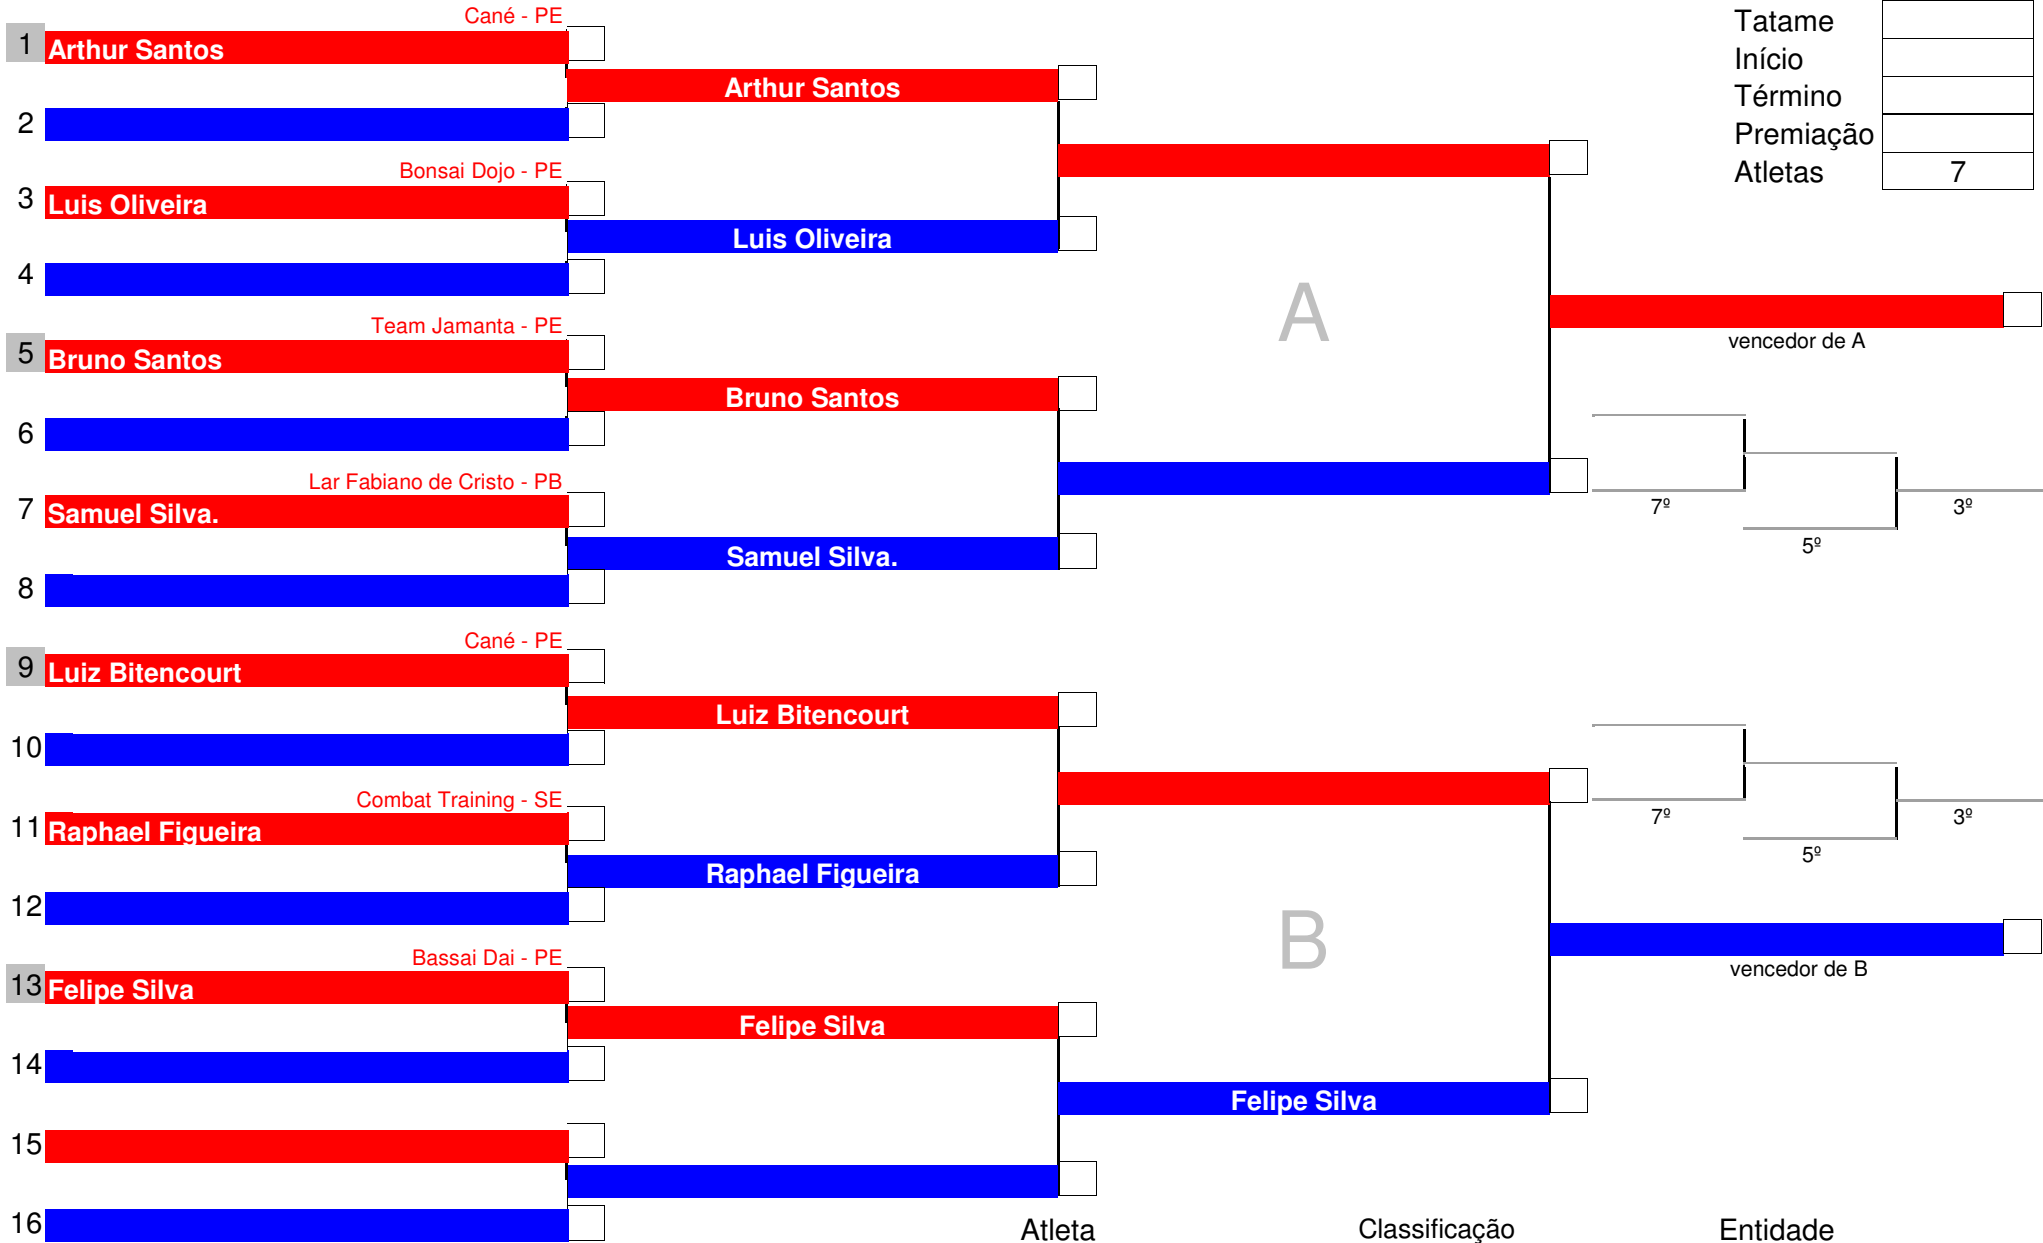 Cané - PE
1 Arthur Santos
Arthur Santos
2
Bonsai Dojo - PE
3 Luis Oliveira
Luis Oliveira
4
Team Jamanta - PE
5 Bruno Santos
Bruno Santos
6
Lar Fabiano de Cristo - PB
7 Samuel Silva.
Samuel Silva.
8
Cané - PE
9 Luiz Bitencourt
Luiz Bitencourt
10
Combat Training - SE
11 Raphael Figueira
Raphael Figueira
12
Bassai Dai - PE
13 Felipe Silva
Felipe Silva
14
Felipe Silva
15
16
A
B
Tatame
Início
Término
Premiação
Atletas 7
vencedor de A
7º
3º
5º
7º
3º
5º
vencedor de B
Atleta Classificação Entidade